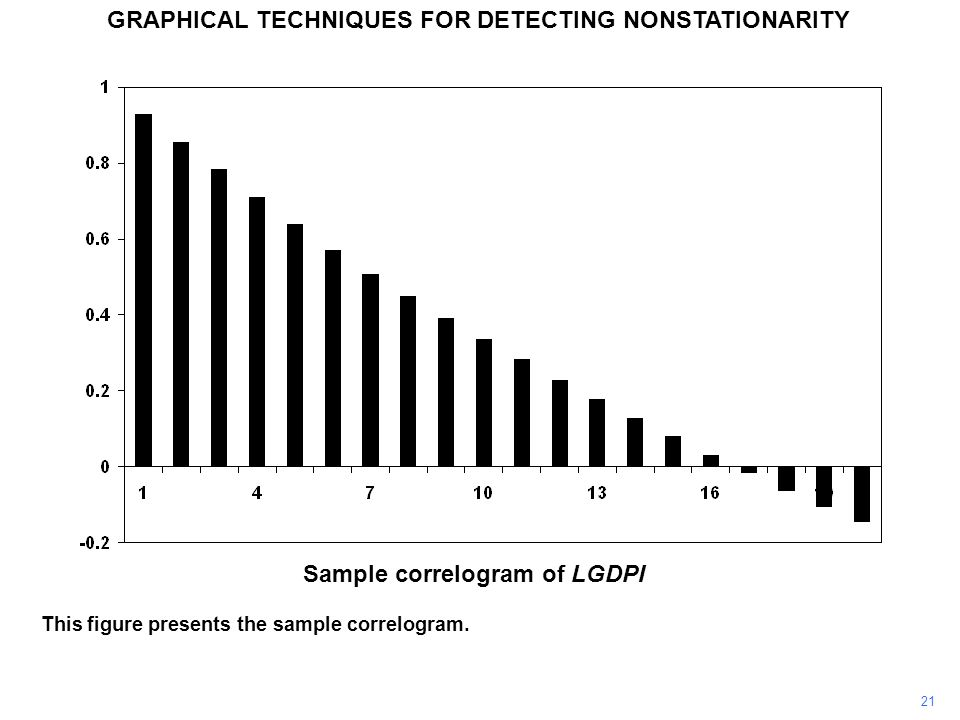 GRAPHICAL TECHNIQUES FOR DETECTING NONSTATIONARITY
1
0.8
0.6
0.4
0.2
0
1 4 7 10 13 16
-0.2
Sample correlogram of LGDPI
This figure presents the sample correlogram.
21